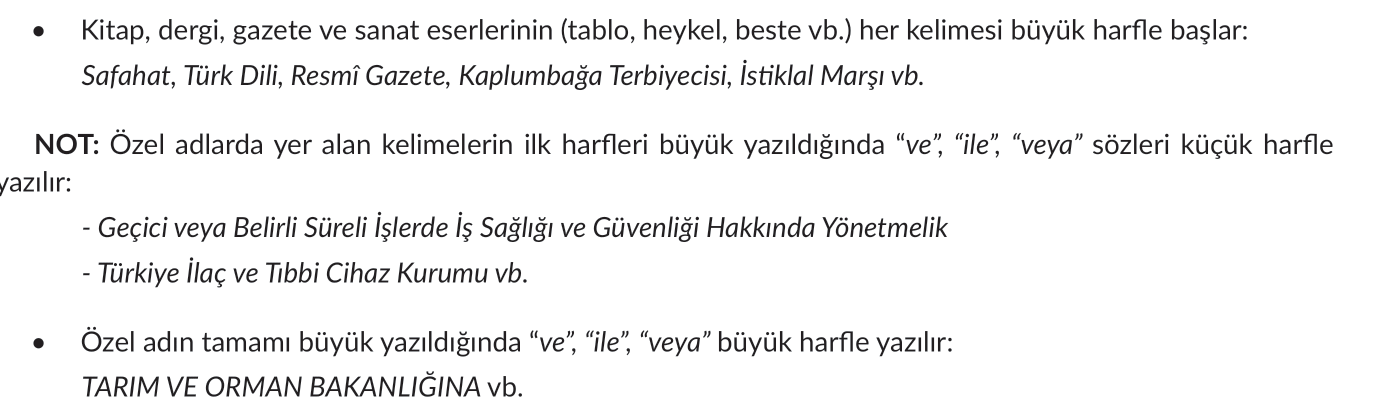 • Kitap, dergi, gazete ve sanat eserlerinin (tablo, heykel, beste vb.) her kelimesi büyük harfle başlar:
Safahat, Türk Dili, Resmî Gazete, Kaplumbağa Terbiyecisi, İstiklal Marşı vb.
NOT: Özel adlarda yer alan kelimelerin ilk harfleri büyük yazıldığında “ve”, “ile”, “veya” sözleri küçük harfle
yazılır:
- Geçici veya Belirli Süreli İşlerde İş Sağlığı ve Güvenliği Hakkında Yönetmelik
- Türkiye İlaç ve Tıbbi Cihaz Kurumu vb.
• Özel adın tamamı büyük yazıldığında “ve”, “ile”, “veya” büyük harfle yazılır:
TARIM VE ORMAN BAKANLIĞINA vb.